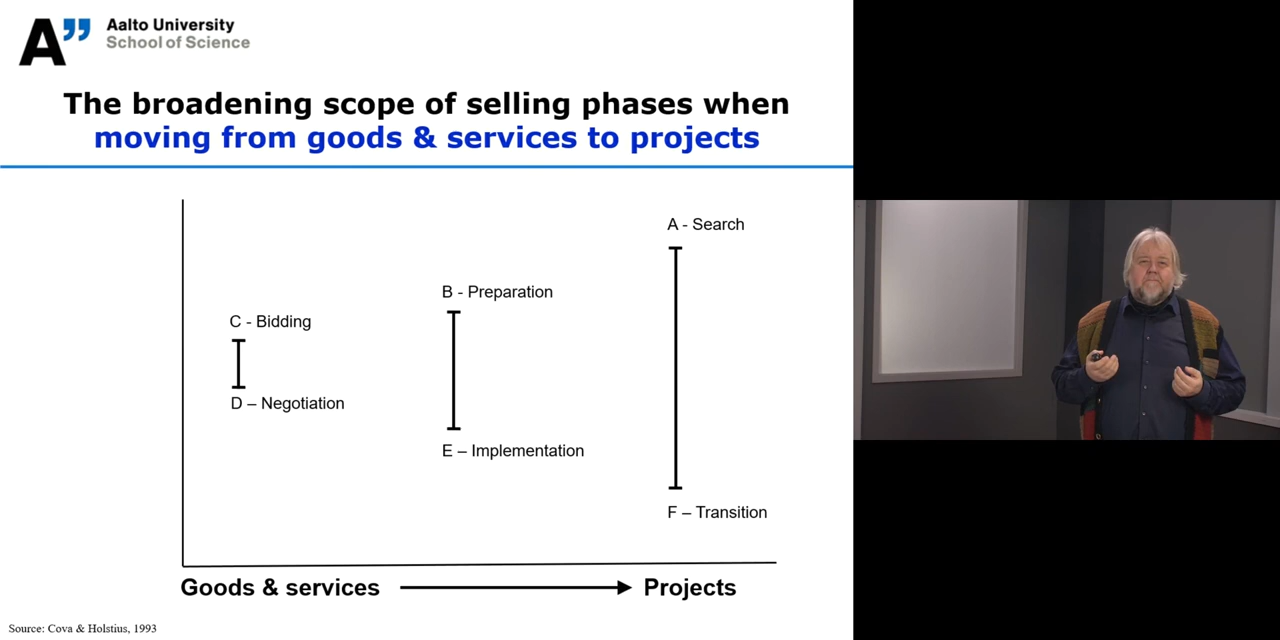 A”
Aalto University
School of Science
The broadening scope of selling phases when
moving from goods & services to projects
A - Search
B - Preparation
C - Bidding
D – Negotiation
E – Implementation
F – Transition
Goods & services
Projects
Source: Cova & Holstius, 1993